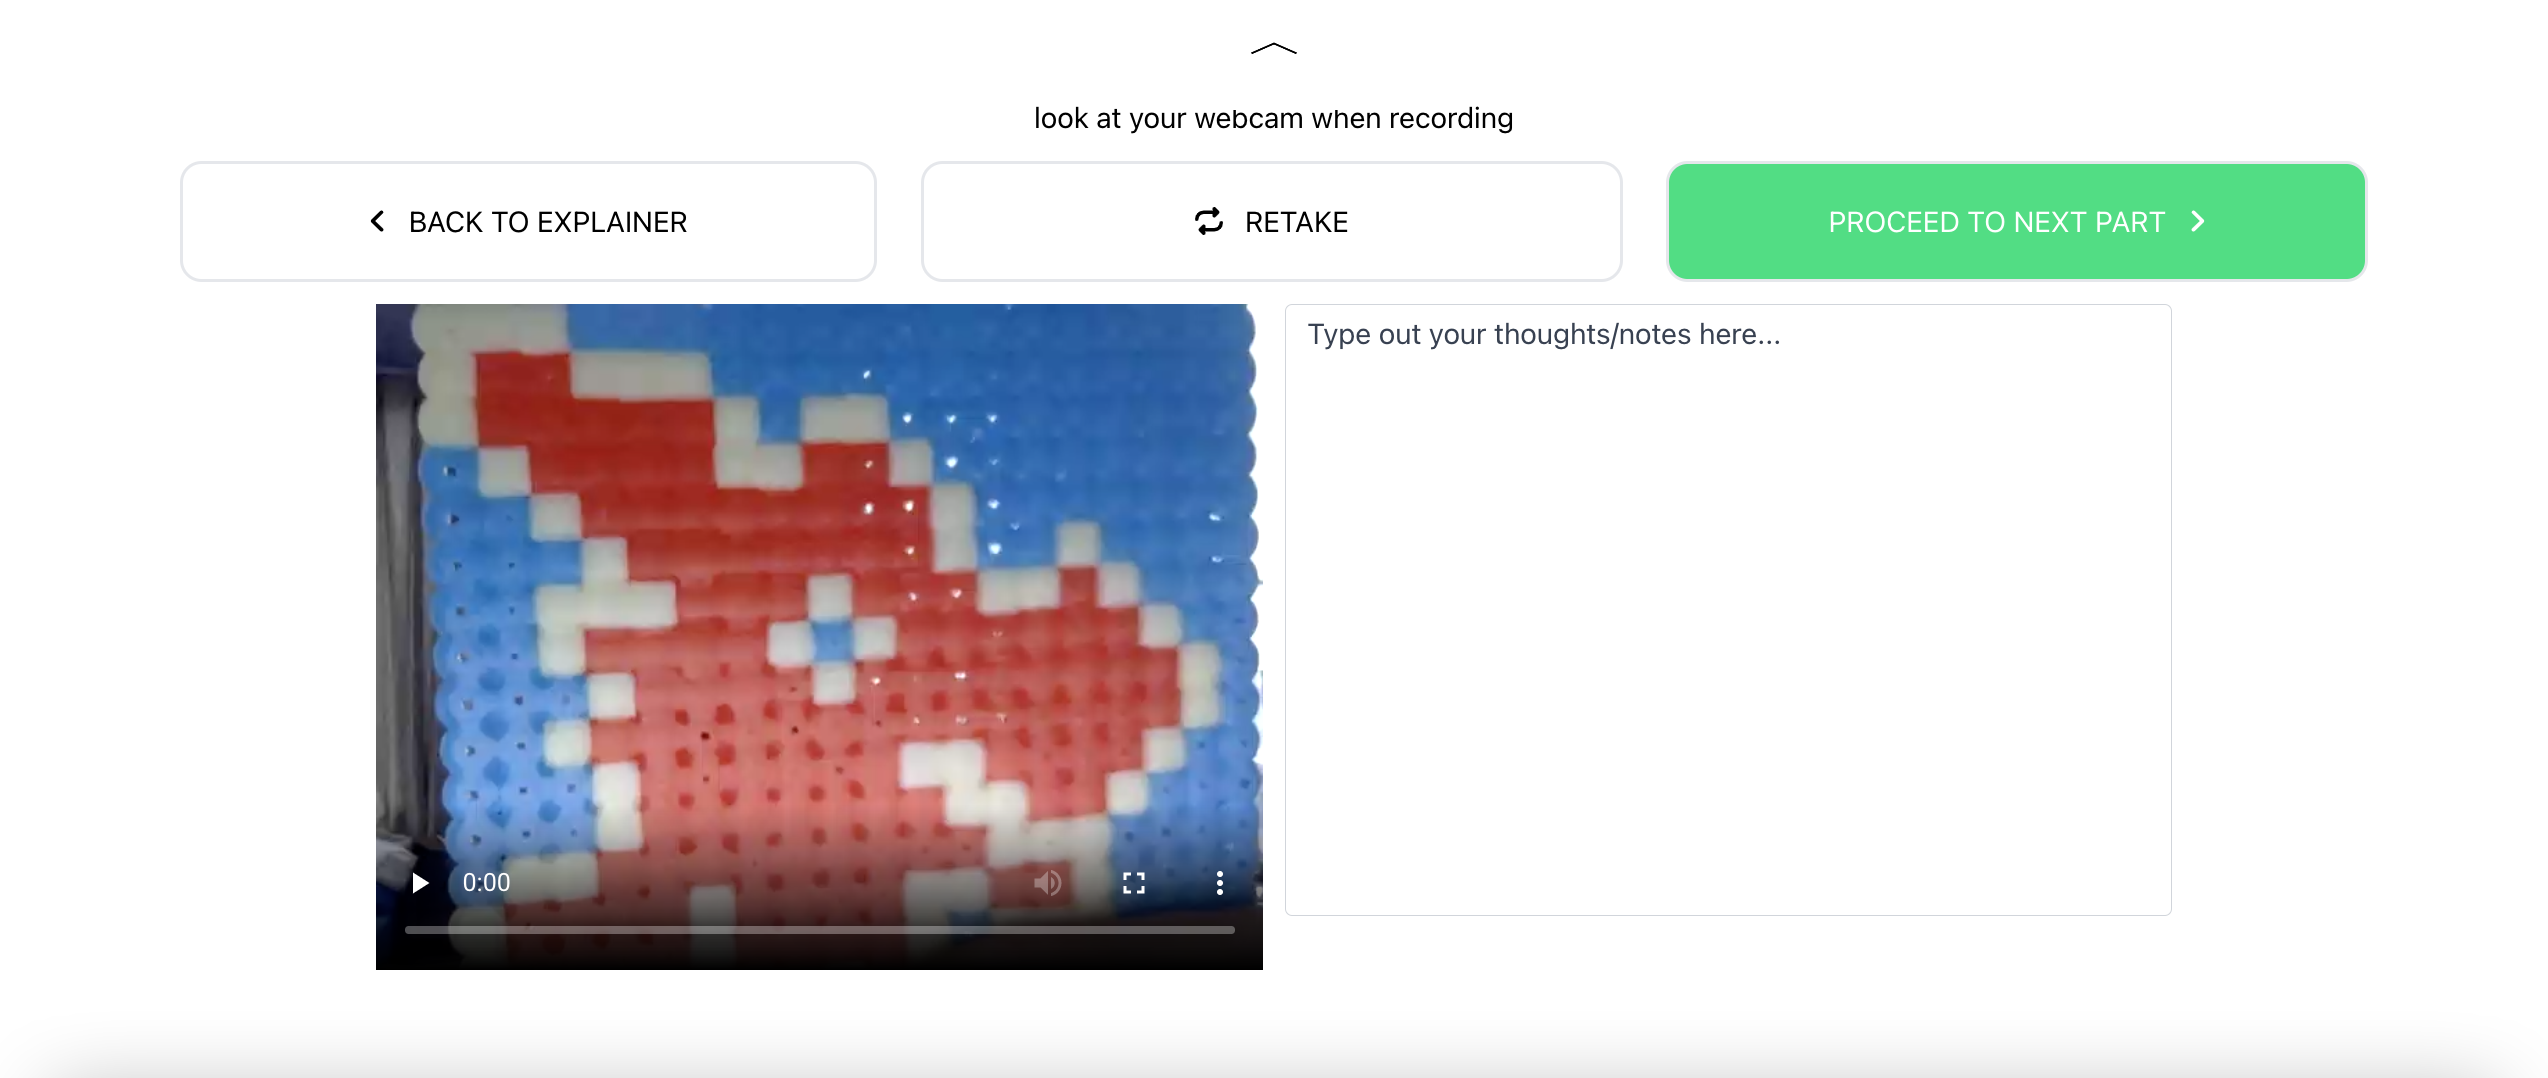 look at your webcam when recording
BACK TO EXPLAINER
RETAKE
PROCEED TO NEXT PART
Type out your thoughts/notes here...
0:00